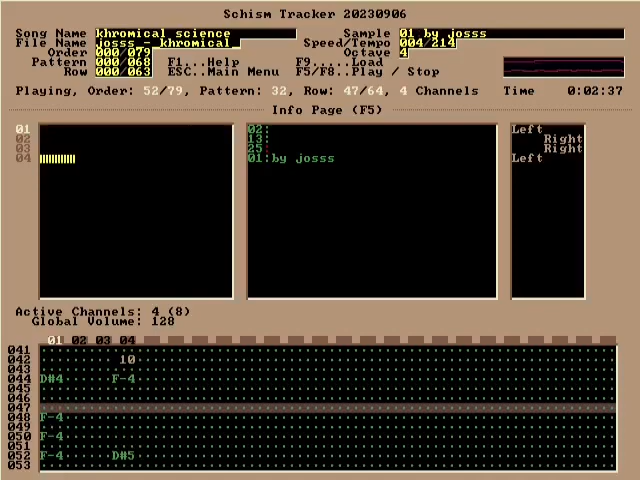 Schism Tracker 20230906
Song Name khromical science Sample 01 by josss
File Name josss - khromical_ Speed/Tempo 004/214
Order 000/079 Octave 4
Pattern 000/068 F1...Help F9.....Load
Row 000/063 ESC..Main Menu F5/F8..Play / Stop
Playing, Order: 52/79, Pattern: 32, Row: 47/64, 4 Channels Time 0:02:37
Info Page (F5)
01 02: Left
02 13: Right
03 25: Right
04 01:by josss Left
Active Channels: 4 (8)
Global Volume: 128
01 02 03 04
041
042 10
043
044 D#4 F-4
045
046
047
048 F-4
049
050 F-4
051
052 F-4 D#5
053